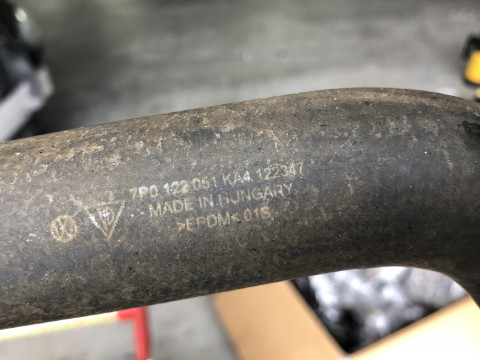 7P0 122 051 KA4 122347
MADE IN HUNGARY
>EPDM< 016